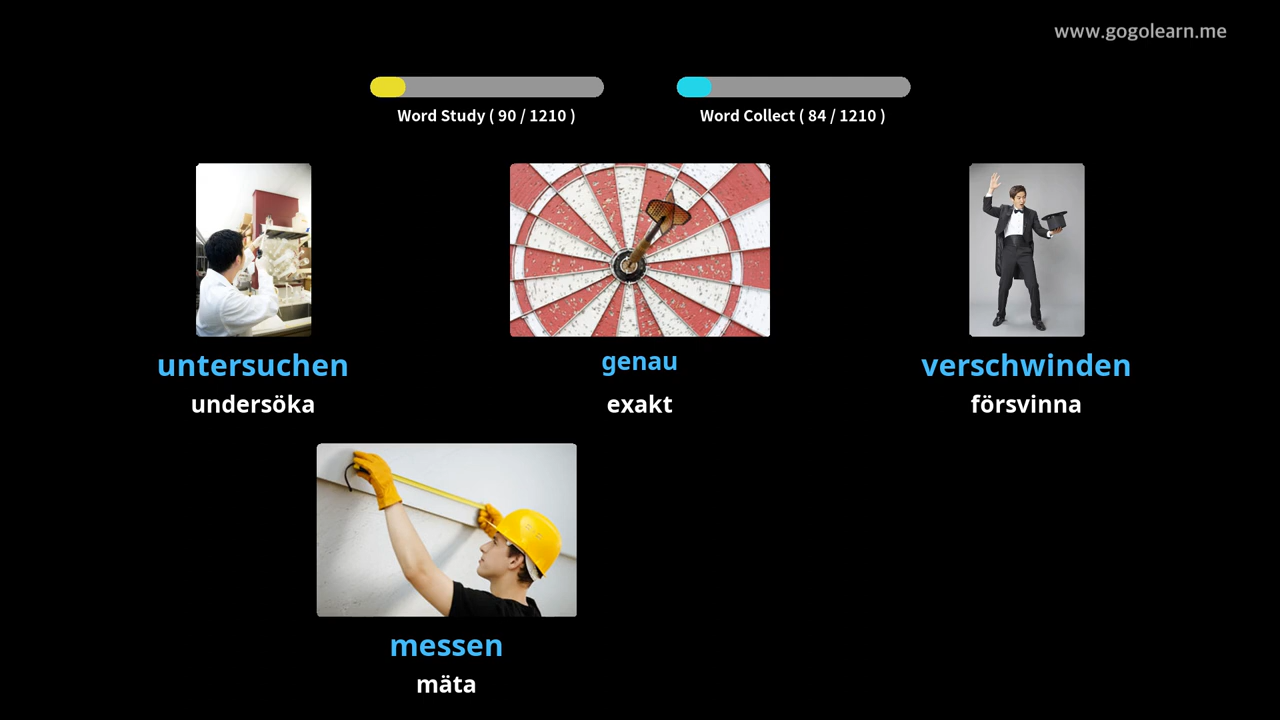 www.gogolearn.me
Word Study ( 90 / 1210 )
Word Collect ( 84 / 1210 )
untersuchen
undersöka
genau
exakt
verschwinden
försvinna
messen
mäta